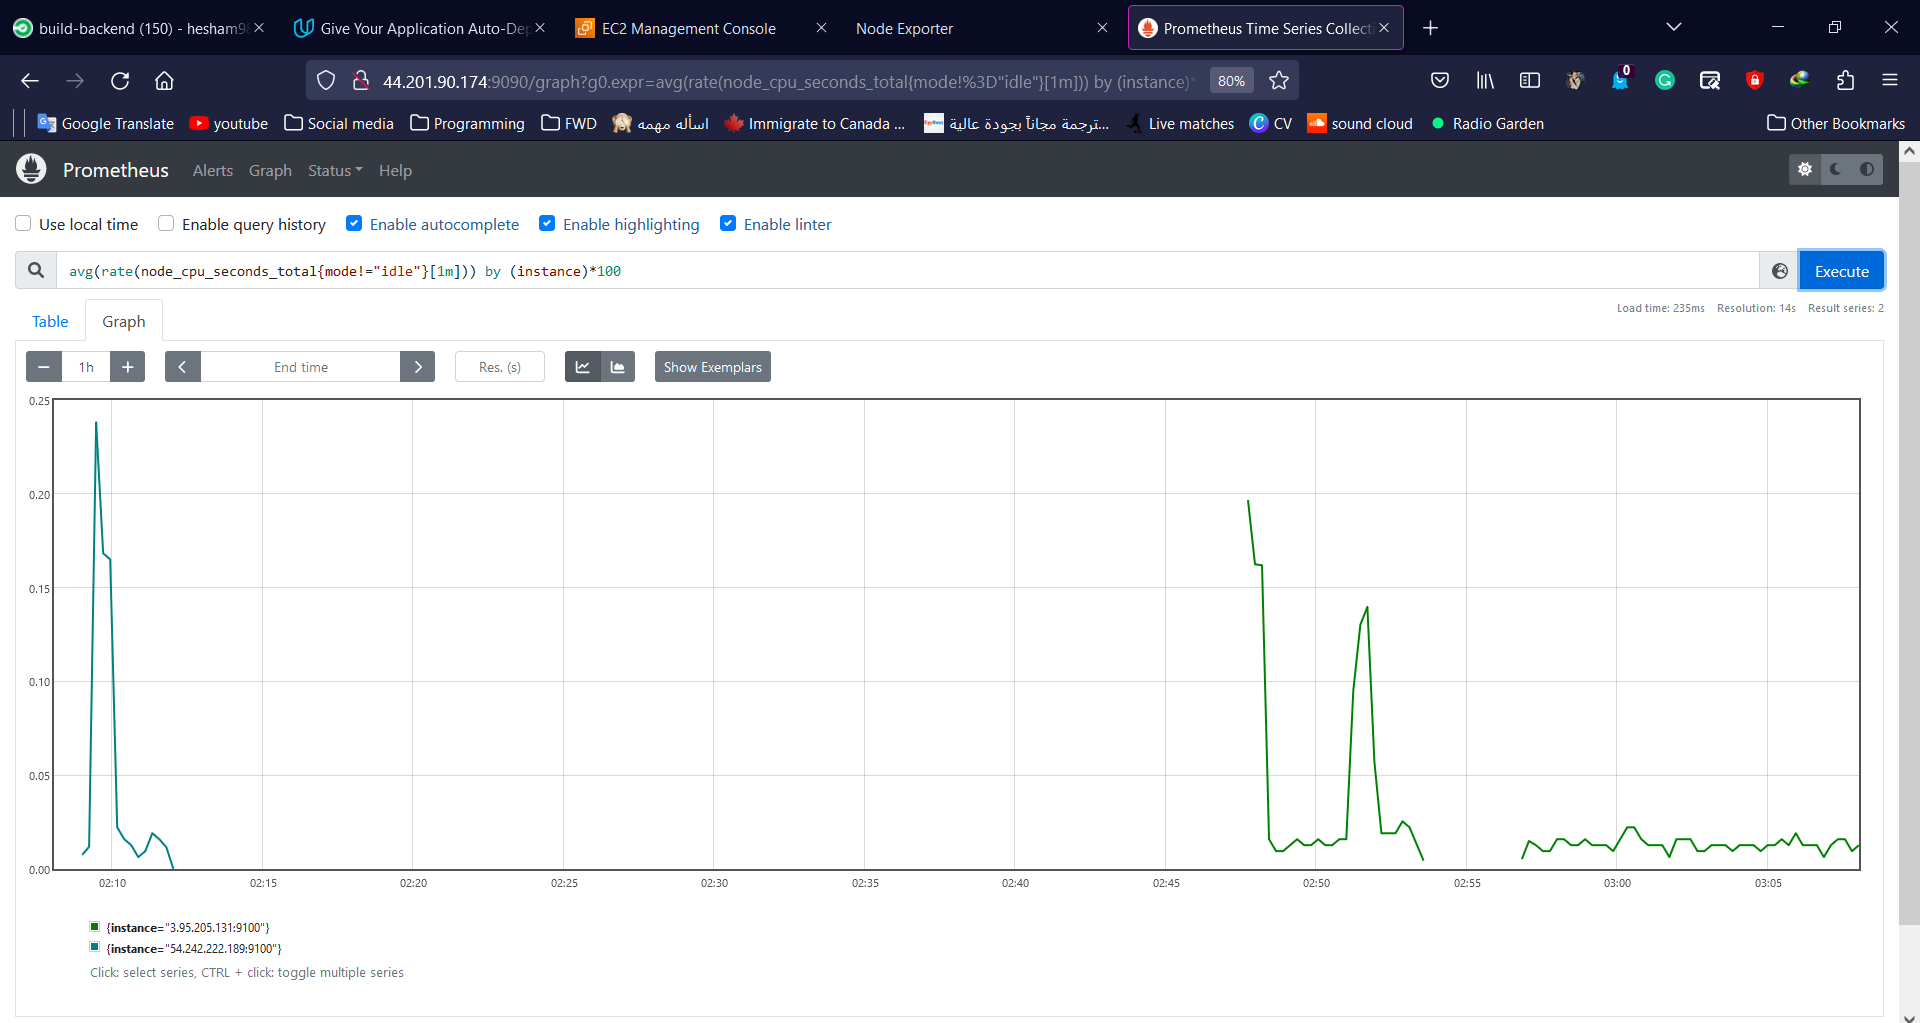 build-backend (150) - hesham98
Give Your Application Auto-Dep
EC2 Management Console
Node Exporter
Prometheus Time Series Collecti
44.201.90.174:9090/graph?g0.expr=avg(rate(node_cpu_seconds_total{mode!%3D"idle"}[1m])) by (instance)*
80%
0
Google Translate
youtube
Social media
Programming
FWD
اسأله مهمه
Immigrate to Canada ...
ترجمة مجاناً بجودة عالية...
Live matches
CV
sound cloud
Radio Garden
Other Bookmarks
Prometheus
Alerts
Graph
Status
Help
Use local time
Enable query history
Enable autocomplete
Enable highlighting
Enable linter
avg(rate(node_cpu_seconds_total{mode!="idle"}[1m])) by (instance)*100
Execute
Table
Graph
Load time: 235ms Resolution: 14s Result series: 2
1h
End time
Res. (s)
Show Exemplars
0.25
0.20
0.15
0.10
0.05
0.00
02:10 02:15 02:20 02:25 02:30 02:35 02:40 02:45 02:50 02:55 03:00 03:05
{instance="3.95.205.131:9100"}
{instance="54.242.222.189:9100"}
Click: select series, CTRL + click: toggle multiple series